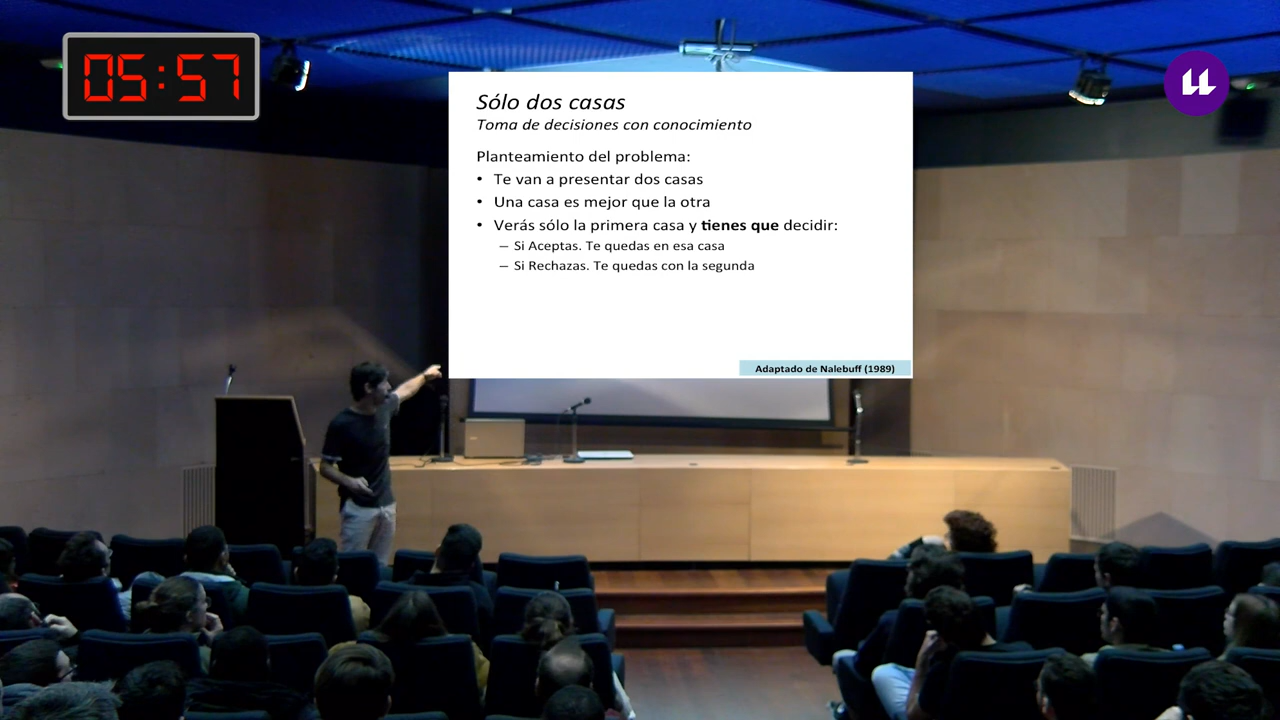 05:57
Sólo dos casas
Toma de decisiones con conocimiento
Planteamiento del problema:
• Te van a presentar dos casas
• Una casa es mejor que la otra
• Verás sólo la primera casa y tienes que decidir:
– Si Aceptas. Te quedas en esa casa
– Si Rechazas. Te quedas con la segunda
Adaptado de Nalebuff (1989)